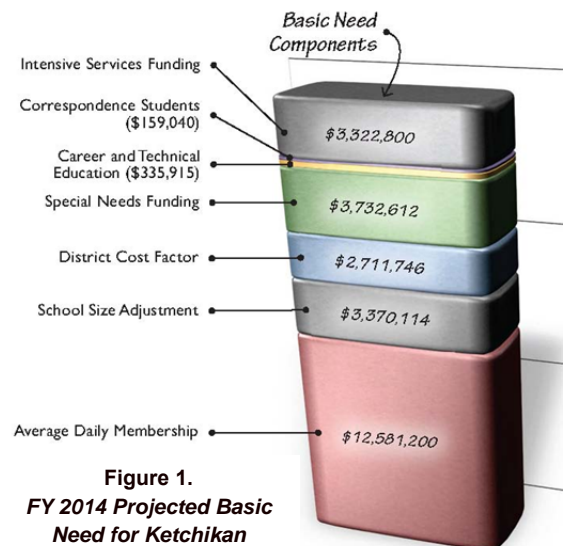 Basic Need
Components
Intensive Services Funding
$3,322,800
Correspondence Students
($159,040)
Career and Technical
Education ($335,915)
Special Needs Funding
$3,732,612
District Cost Factor
$2,711,746
School Size Adjustment
$3,370,114
Average Daily Membership
$12,581,200
Figure 1.
FY 2014 Projected Basic
Need for Ketchikan